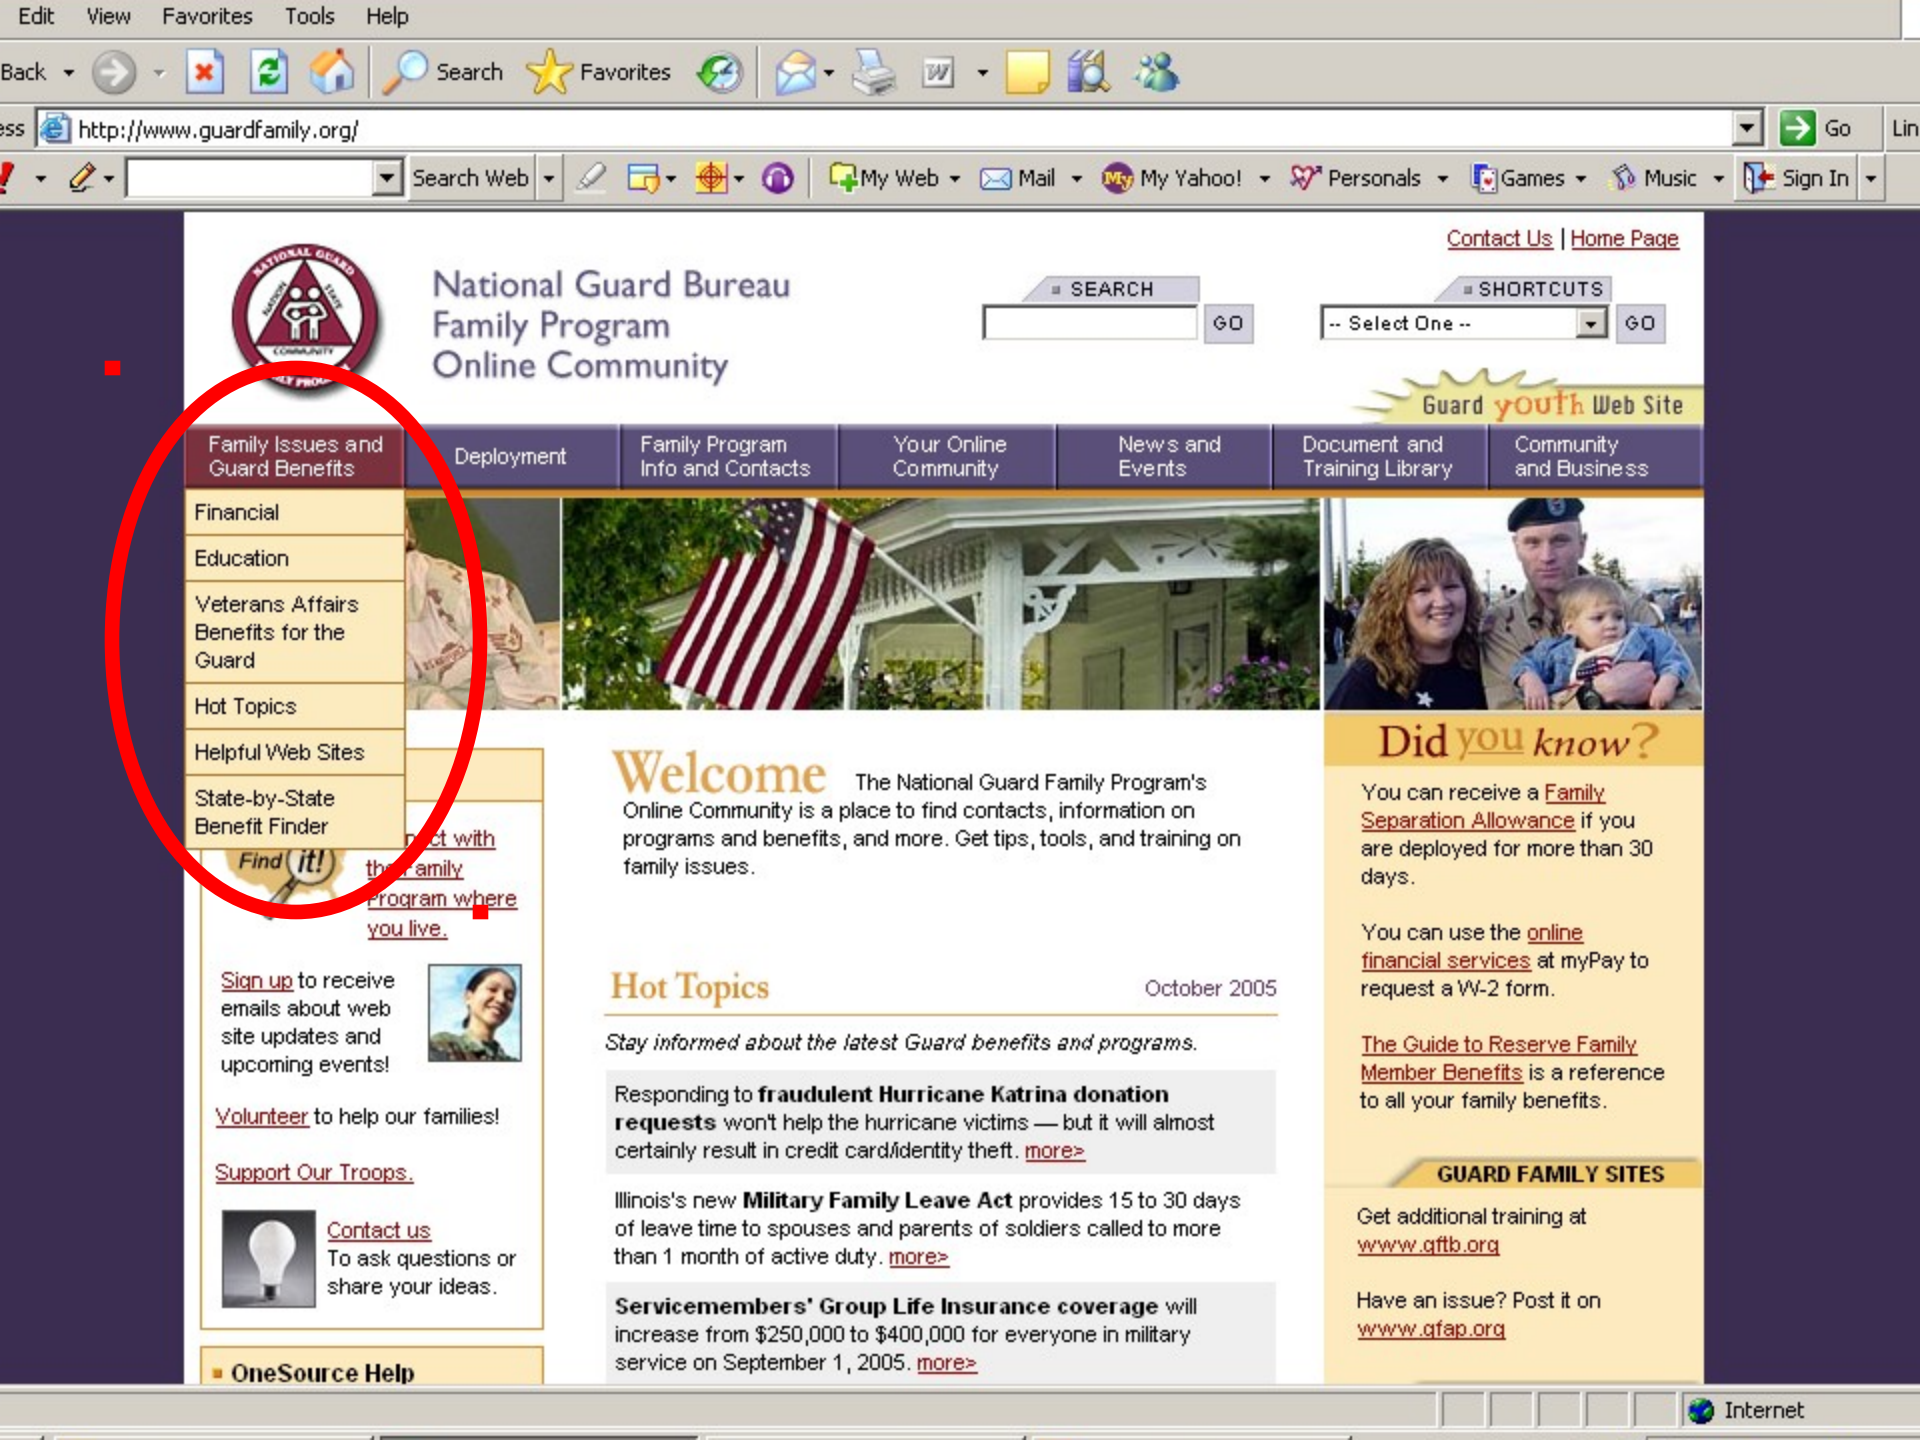 Edit View Favorites Tools Help
Back Search Favorites
ess http://www.guardfamily.org/ Go Lin
Search Web My Web Mail My Yahoo! Personals Games Music Sign In
Contact Us | Home Page
NATIONAL GUARD
NATION STATE
COMMUNITY
National Guard Bureau
Family Program
Online Community
SEARCH
GO
SHORTCUTS
-- Select One --
GO
Guard youth Web Site
Family Issues and
Guard Benefits
Deployment
Family Program
Info and Contacts
Your Online
Community
News and
Events
Document and
Training Library
Community
and Business
Financial
Education
Veterans Affairs
Benefits for the
Guard
Hot Topics
Helpful Web Sites
State-by-State
Benefit Finder
Find it!
ct with
the Family
Program where
you live.
Sign up to receive
emails about web
site updates and
upcoming events!
Volunteer to help our families!
Support Our Troops.
Contact us
To ask questions or
share your ideas.
OneSource Help
Welcome The National Guard Family Program's
Online Community is a place to find contacts, information on
programs and benefits, and more. Get tips, tools, and training on
family issues.
Hot Topics October 2005
Stay informed about the latest Guard benefits and programs.
Responding to fraudulent Hurricane Katrina donation
requests won't help the hurricane victims — but it will almost
certainly result in credit card/identity theft. more>
Illinois's new Military Family Leave Act provides 15 to 30 days
of leave time to spouses and parents of soldiers called to more
than 1 month of active duty. more>
Servicemembers' Group Life Insurance coverage will
increase from $250,000 to $400,000 for everyone in military
service on September 1, 2005. more>
Did you know?
You can receive a Family
Separation Allowance if you
are deployed for more than 30
days.
You can use the online
financial services at myPay to
request a W-2 form.
The Guide to Reserve Family
Member Benefits is a reference
to all your family benefits.
GUARD FAMILY SITES
Get additional training at
www.gftb.org
Have an issue? Post it on
www.gfap.org
Internet